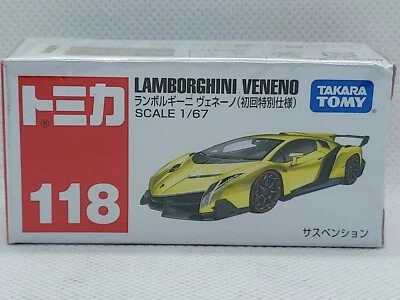 LAMBORGHINI VENENO
ランボルギーニ ヴェネーノ(初回特別仕様)
SCALE 1/67
TAKARA
TOMY
トミカ
®
118
サスペンション